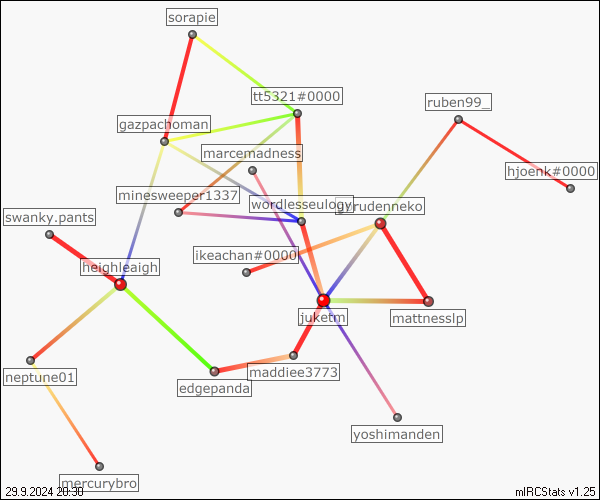 sorapie
tt5321#0000
ruben99_
gazpachoman
marcemadness
hjoenk#0000
minesweeper1337
wordlesseulogy
swanky.pants
ikeachan#0000
heighleaigh
juketm
mattnesslp
neptune01
maddiee3773
edgepanda
yoshimanden
mercurybro
29.9.2024 20:30
mIRCStats v1.25